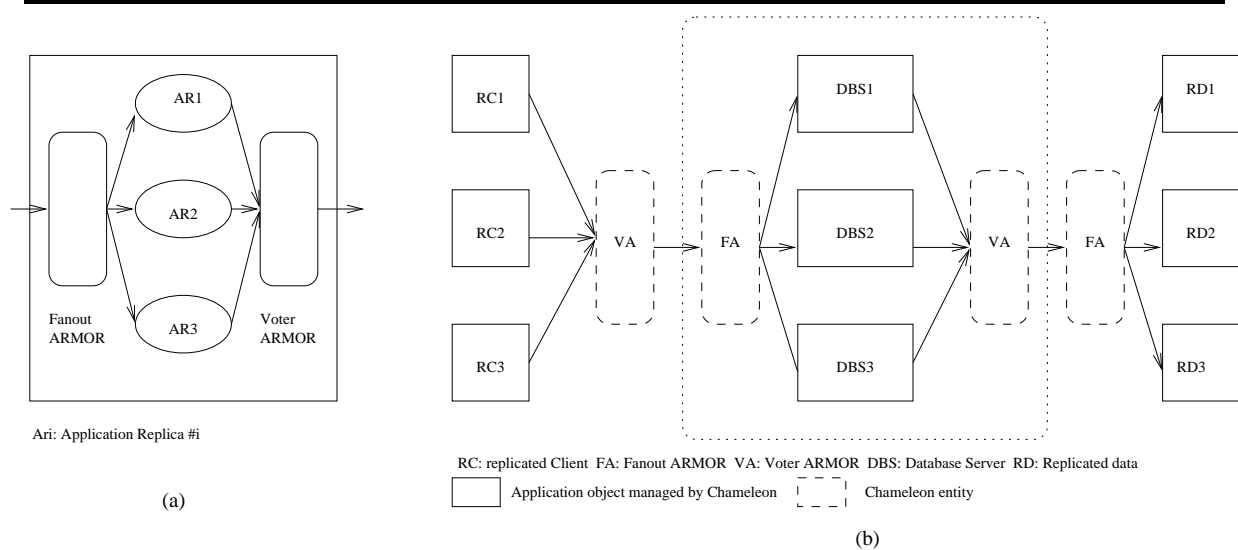 AR1
AR2
AR3
Fanout
ARMOR
Voter
ARMOR
Ari: Application Replica #i
(a)
RC1
RC2
RC3
VA
FA
DBS1
DBS2
DBS3
VA
FA
RD1
RD2
RD3
RC: replicated Client FA: Fanout ARMOR VA: Voter ARMOR DBS: Database Server RD: Replicated data
Application object managed by Chameleon
Chameleon entity
(b)